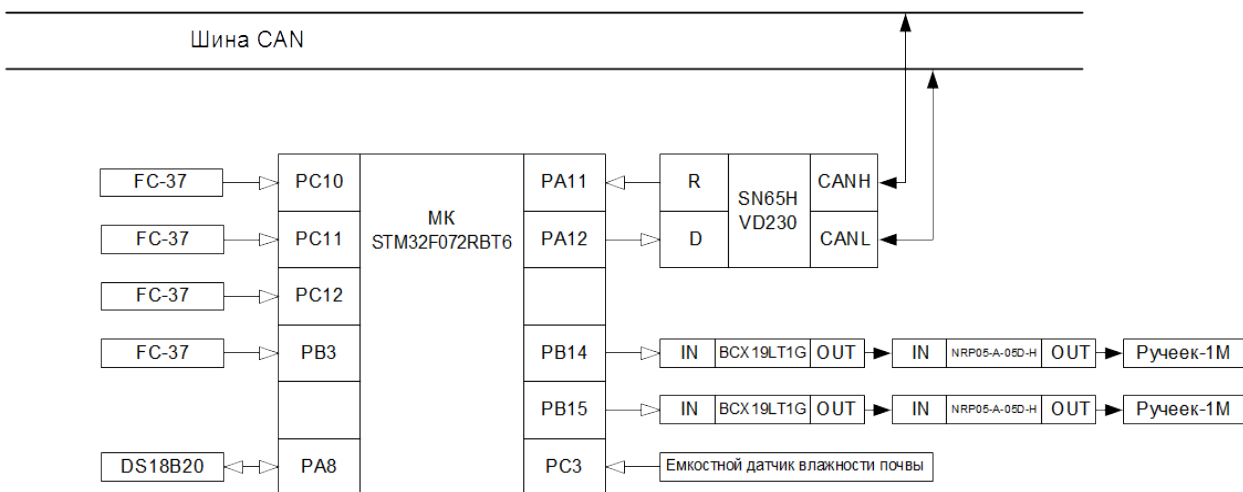 Шина CAN
FC-37
PC10
МК
STM32F072RBT6
PA11
R
SN65H
VD230
CANH
FC-37
PC11
PA12
D
CANL
FC-37
PC12
FC-37
PB3
PB14
IN
BCX19LT1G
OUT
IN
NRP05-A-05D-H
OUT
Ручеек-1М
PB15
IN
BCX19LT1G
OUT
IN
NRP05-A-05D-H
OUT
Ручеек-1М
DS18B20
PA8
PC3
Емкостной датчик влажности почвы